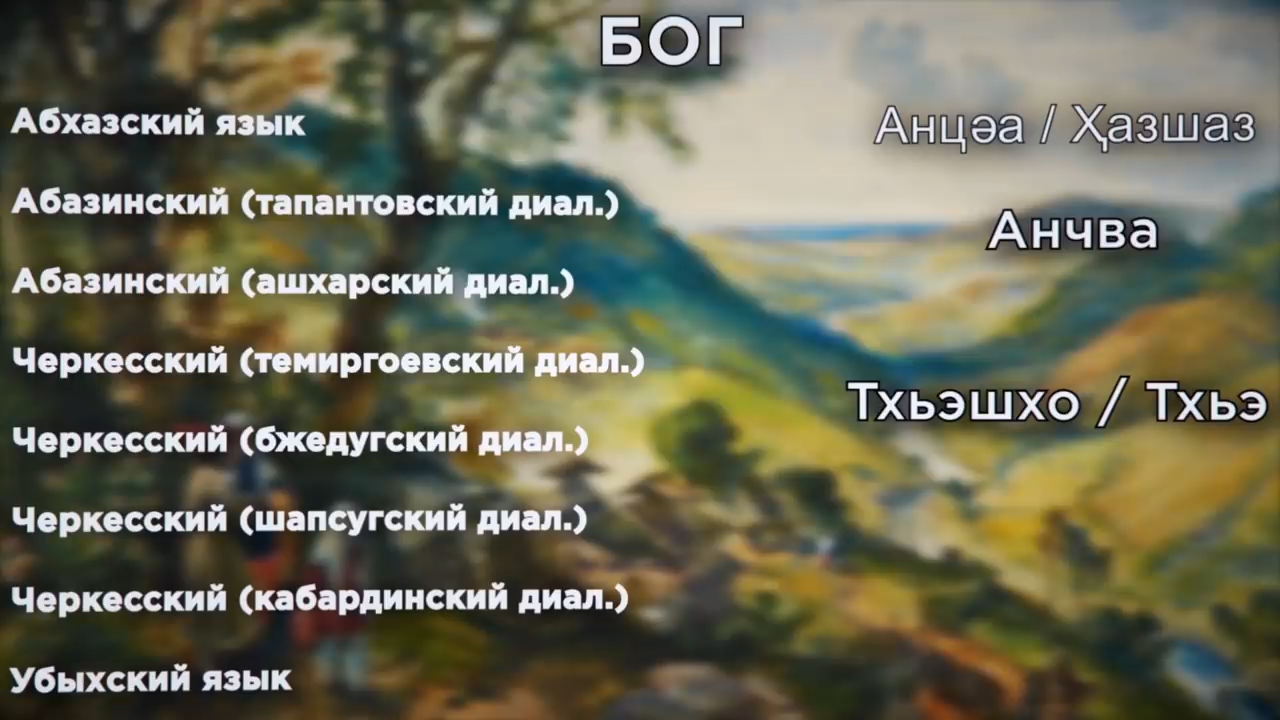 БОГ
Абхазский язык
Анцәа / Ҳазшаз
Абазинский (тапантовский диал.)
Анчва
Абазинский (ашхарский диал.)
Черкесский (темиргоевский диал.)
Тхьэшхо / Тхьэ
Черкесский (бжедугский диал.)
Черкесский (шапсугский диал.)
Черкесский (кабардинский диал.)
Убыхский язык